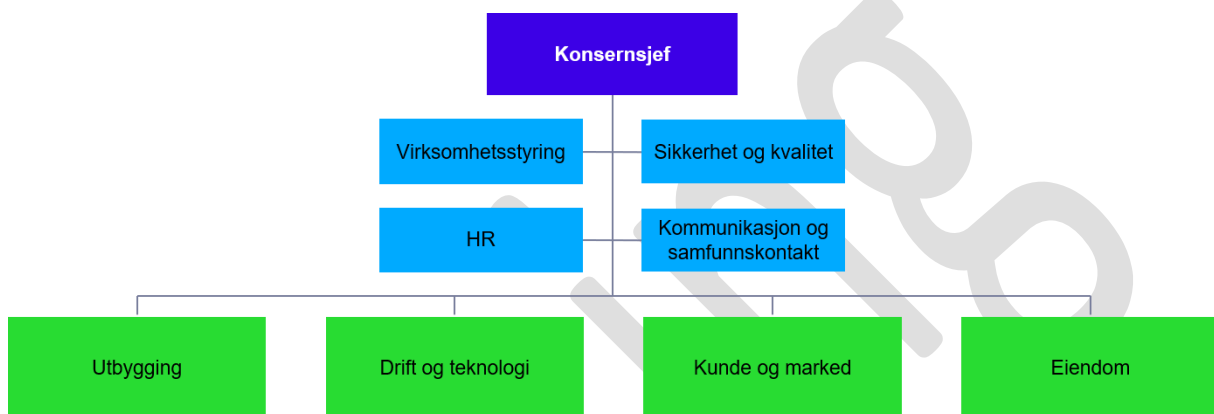 Konsernsjef
Virksomhetsstyring
Sikkerhet og kvalitet
HR
Kommunikasjon og
samfunnskontakt
Utbygging
Drift og teknologi
Kunde og marked
Eiendom